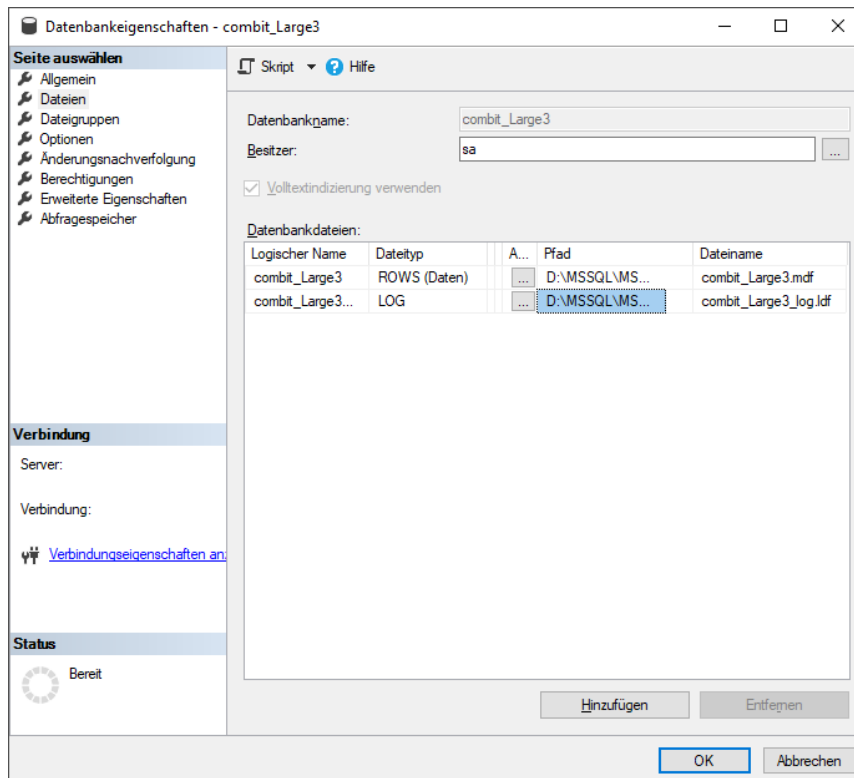 Datenbankeigenschaften - combit_Large3
Seite auswählen
Allgemein
Dateien
Dateigruppen
Optionen
Änderungsnachverfolgung
Berechtigungen
Erweiterte Eigenschaften
Abfragespeicher
Verbindung
Server:
Verbindung:
Verbindungseigenschaften an
Status
Bereit
Skript Hilfe
Datenbankname: combit_Large3
Besitzer: sa ...
Volltextindizierung verwenden
Datenbankdateien:
Logischer Name Dateityp A... Pfad Dateiname
combit_Large3 ROWS (Daten) ... D:\MSSQL\MS... combit_Large3.mdf
combit_Large3... LOG ... D:\MSSQL\MS... combit_Large3_log.ldf
Hinzufügen Entfernen
OK Abbrechen